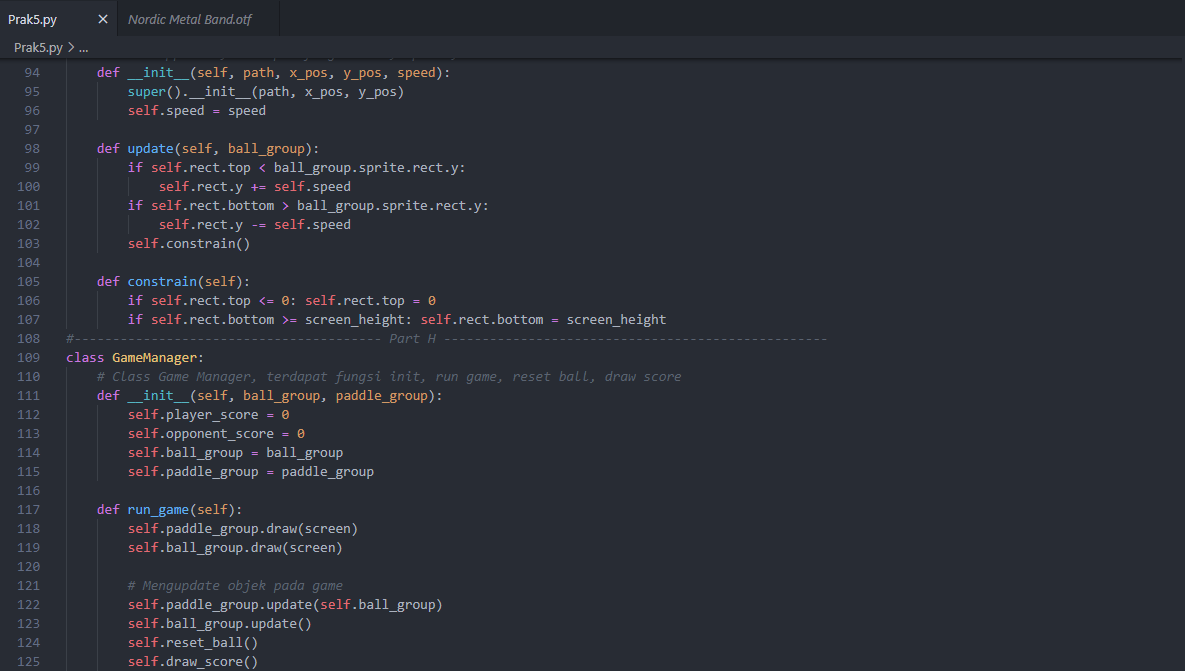 Prak5.py × Nordic Metal Band.otf
Prak5.py > ...
94 def __init__(self, path, x_pos, y_pos, speed):
95 super().__init__(path, x_pos, y_pos)
96 self.speed = speed
97
98 def update(self, ball_group):
99 if self.rect.top < ball_group.sprite.rect.y:
100 self.rect.y += self.speed
101 if self.rect.bottom > ball_group.sprite.rect.y:
102 self.rect.y -= self.speed
103 self.constrain()
104
105 def constrain(self):
106 if self.rect.top <= 0: self.rect.top = 0
107 if self.rect.bottom >= screen_height: self.rect.bottom = screen_height
108 #---------------------------------------- Part H --------------------------------------------------
109 class GameManager:
110 # Class Game Manager, terdapat fungsi init, run game, reset ball, draw score
111 def __init__(self, ball_group, paddle_group):
112 self.player_score = 0
113 self.opponent_score = 0
114 self.ball_group = ball_group
115 self.paddle_group = paddle_group
116
117 def run_game(self):
118 self.paddle_group.draw(screen)
119 self.ball_group.draw(screen)
120
121 # Mengupdate objek pada game
122 self.paddle_group.update(self.ball_group)
123 self.ball_group.update()
124 self.reset_ball()
125 self.draw_score()